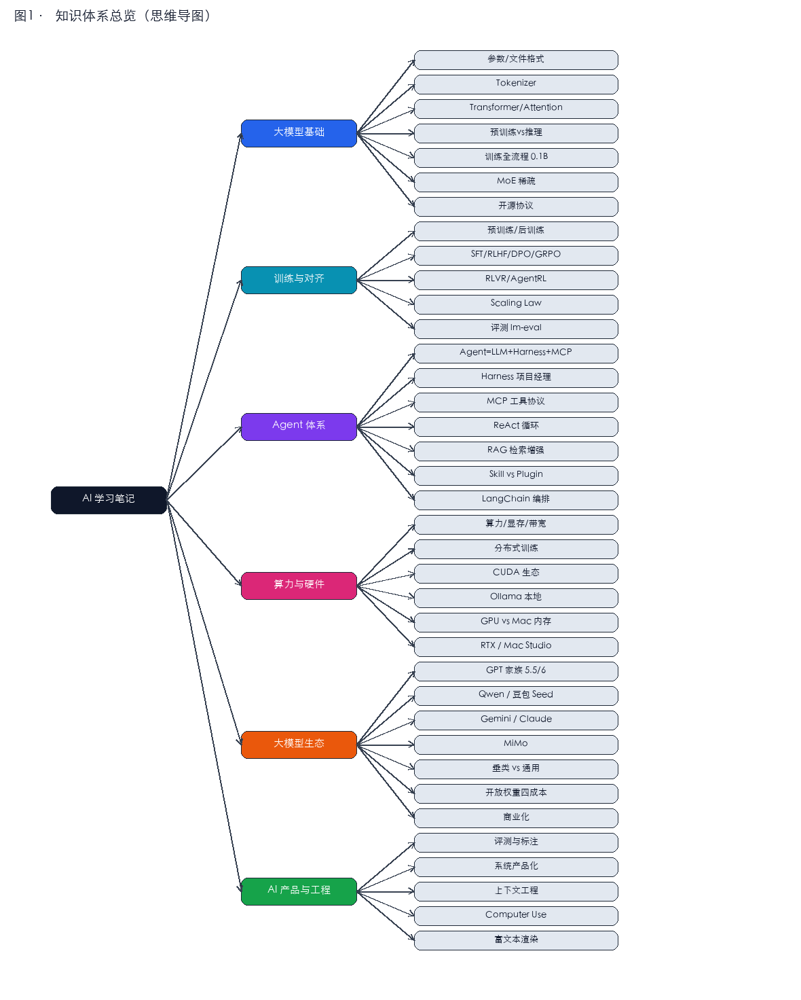 图1 · 知识体系总览（思维导图）
AI 学习笔记
大模型基础
参数/文件格式
Tokenizer
Transformer/Attention
预训练vs推理
训练全流程 0.1B
MoE 稀疏
开源协议
训练与对齐
预训练/后训练
SFT/RLHF/DPO/GRPO
RLVR/AgentRL
Scaling Law
评测 lm-eval
Agent 体系
Agent=LLM+Harness+MCP
Harness 项目经理
MCP 工具协议
ReAct 循环
RAG 检索增强
Skill vs Plugin
LangChain 编排
算力与硬件
算力/显存/带宽
分布式训练
CUDA 生态
Ollama 本地
GPU vs Mac 内存
RTX / Mac Studio
大模型生态
GPT 家族 5.5/6
Qwen / 豆包 Seed
Gemini / Claude
MiMo
垂类 vs 通用
开放权重四成本
商业化
AI 产品与工程
评测与标注
系统产品化
上下文工程
Computer Use
富文本渲染